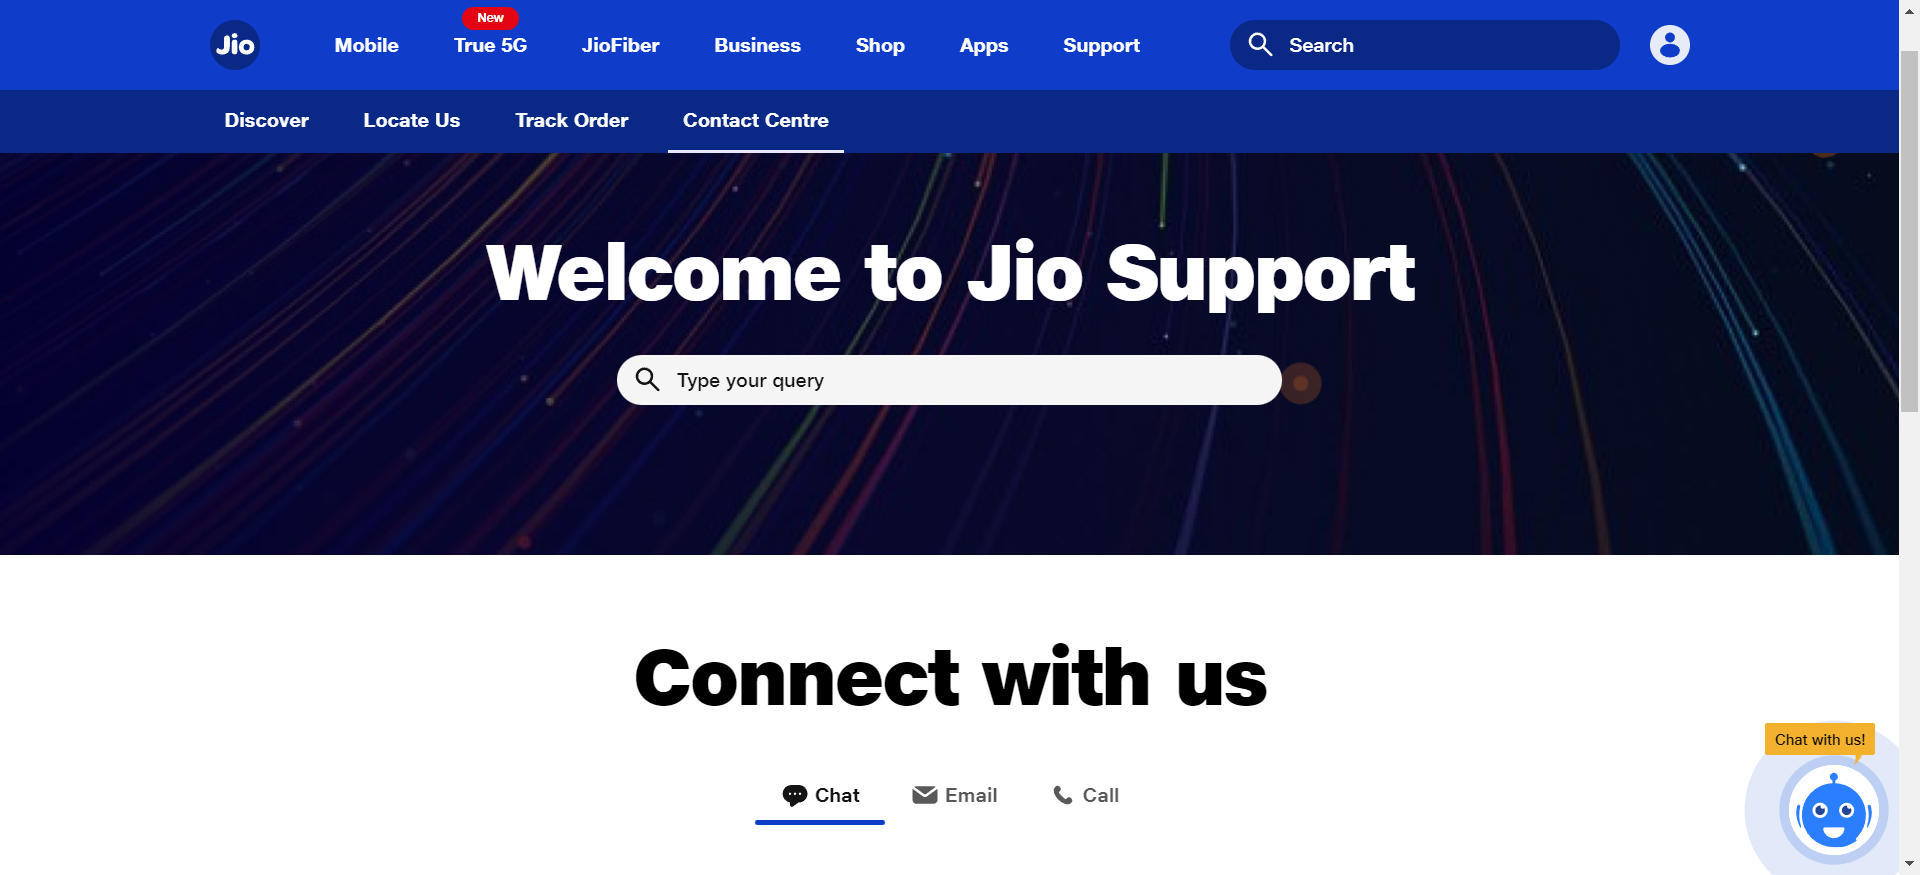 New
Jio Mobile True 5G JioFiber Business Shop Apps Support Search
Discover Locate Us Track Order Contact Centre
Welcome to Jio Support
Type your query
Connect with us
Chat with us!
Chat Email Call